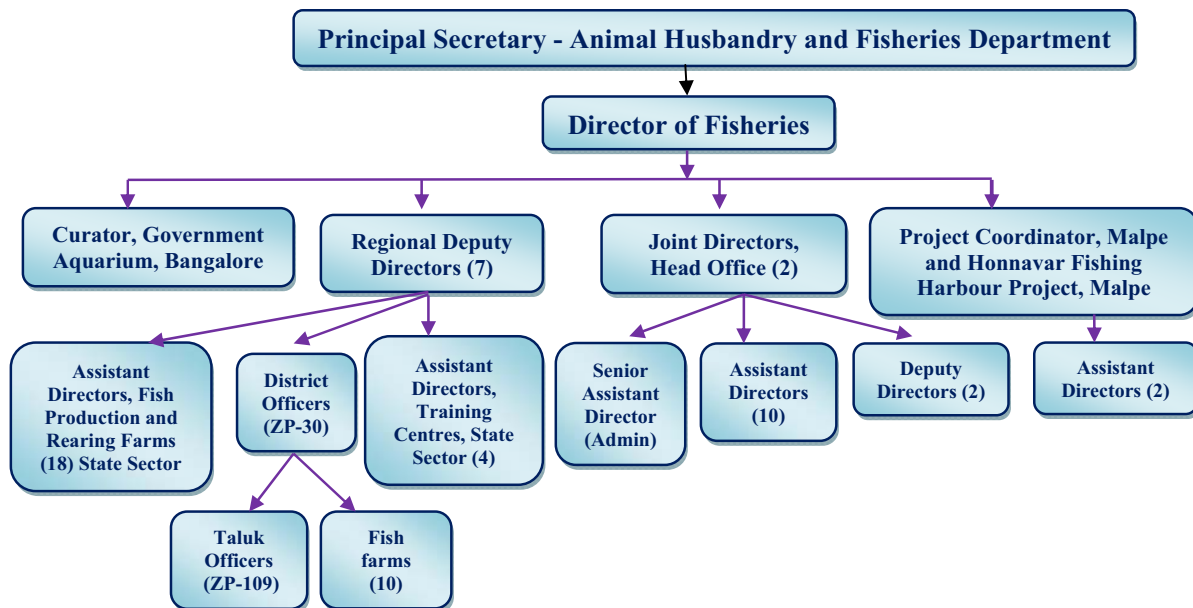 Principal Secretary - Animal Husbandry and Fisheries Department
Director of Fisheries
Curator, Government
Aquarium, Bangalore
Regional Deputy
Directors (7)
Joint Directors,
Head Office (2)
Project Coordinator, Malpe
and Honnavar Fishing
Harbour Project, Malpe
Assistant
Directors, Fish
Production and
Rearing Farms
(18) State Sector
District
Officers
(ZP-30)
Assistant
Directors,
Training
Centres, State
Sector (4)
Senior
Assistant
Director
(Admin)
Assistant
Directors
(10)
Deputy
Directors (2)
Assistant
Directors (2)
Taluk
Officers
(ZP-109)
Fish
farms
(10)